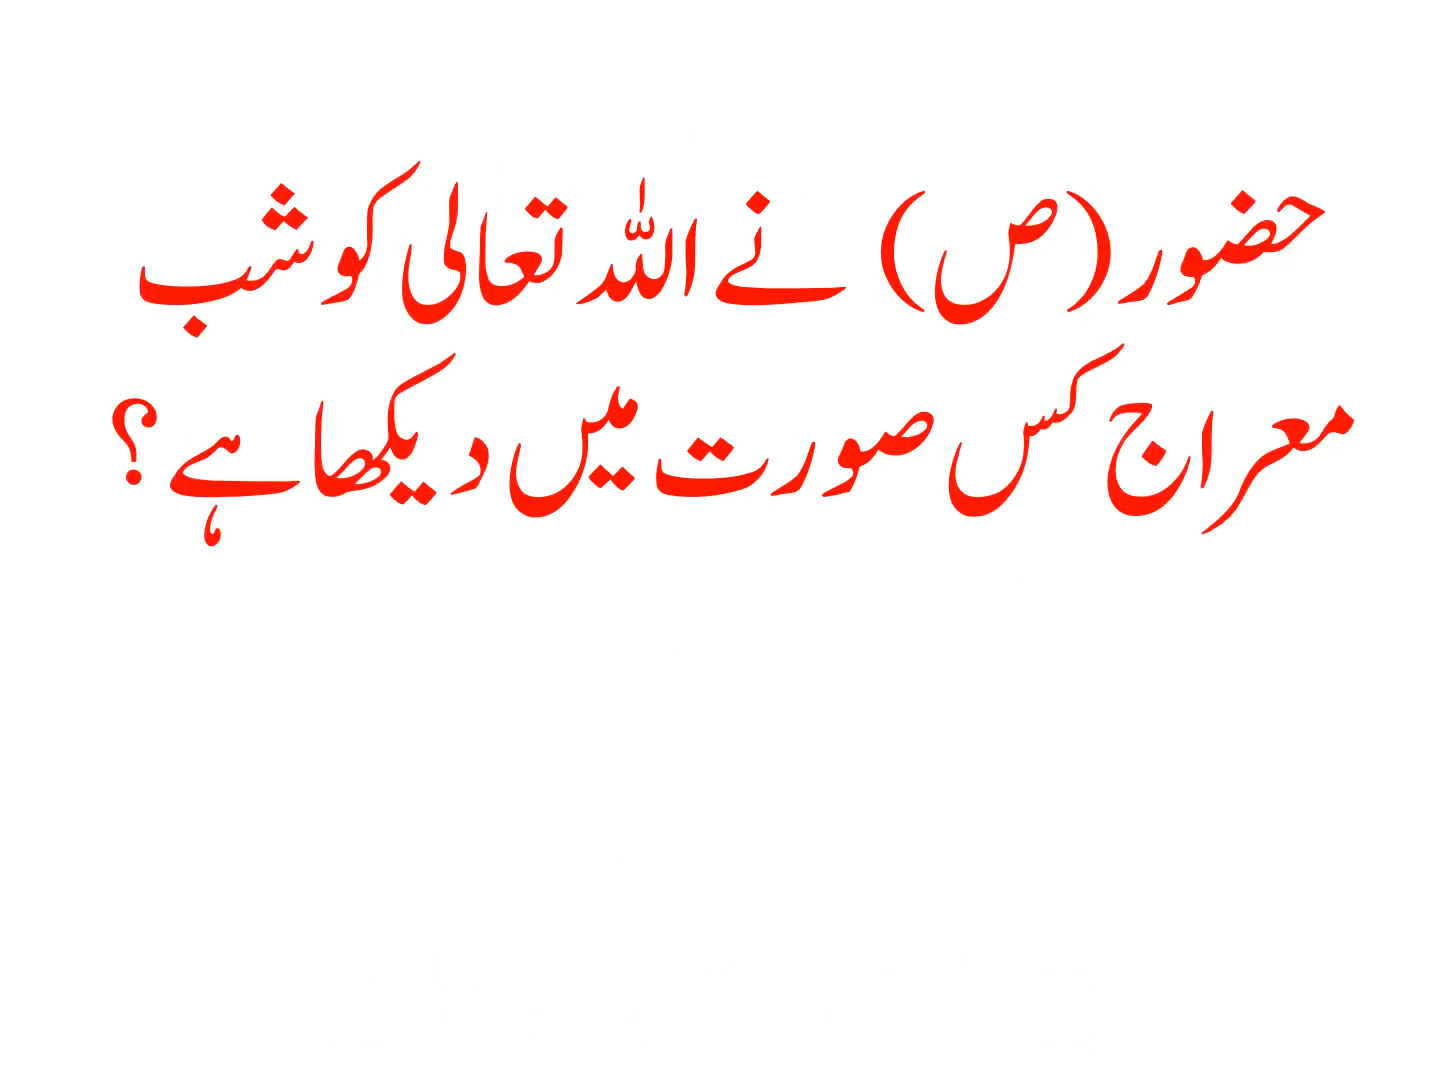 حضور (ص) نے اللہ تعالی کو شب
معراج کس صورت میں دیکھا ہے ؟